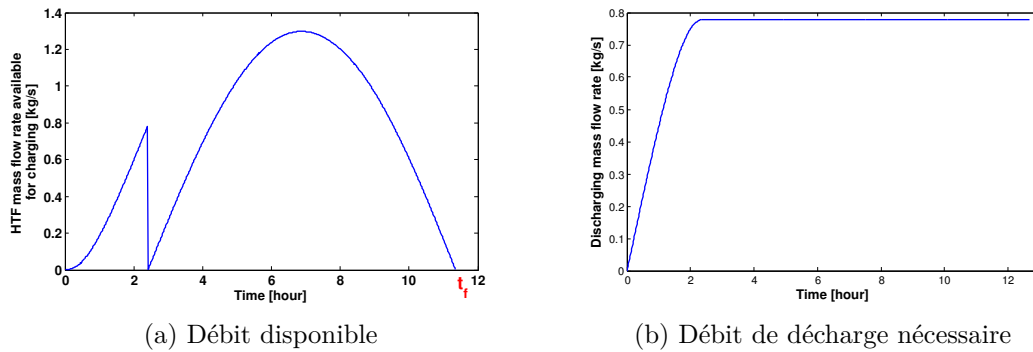 HTF mass flow rate available
for charging [kg/s]
1.4
1.2
1
0.8
0.6
0.4
0.2
0
0 2 4 6 8 10 12
Time [hour]
t_f
(a) Débit disponible
Discharging mass flow rate [kg/s]
0.8
0.7
0.6
0.5
0.4
0.3
0.2
0.1
0
0 2 4 6 8 10 12
Time [hour]
(b) Débit de décharge nécessaire